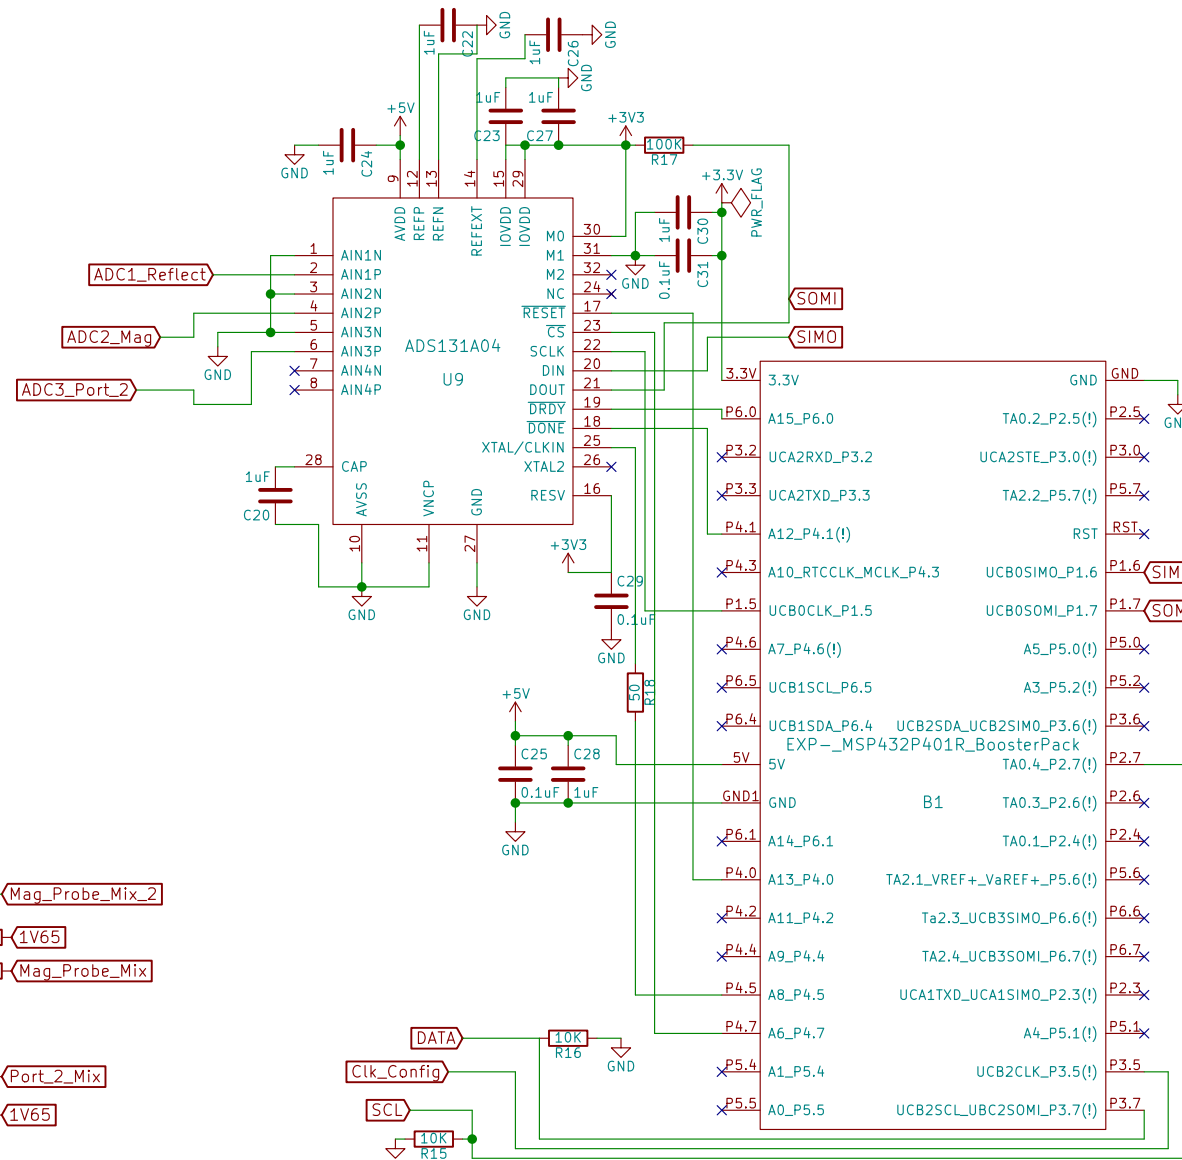 1uF
C22
GND
1uF
C26
GND
1uF
C23
1uF
C27
GND
+5V
+3V3
100K
R17
GND
1uF
C24
+3.3V
PWR_FLAG
9
12
13
14
15
29
AVDD
REFP
REFN
REFEXT
IOVDD
IOVDD
1uF
C30
0.1uF
C31
GND
M0 30
M1 31
M2 32
NC 24
RESET 17
CS 23
SCLK 22
DIN 20
DOUT 21
DRDY 19
DONE 18
XTAL/CLKIN 25
XTAL2 26
RESV 16
1 AIN1N
2 AIN1P
3 AIN2N
4 AIN2P
5 AIN3N
6 AIN3P
7 AIN4N
8 AIN4P
28 CAP
ADS131A04
U9
ADC1_Reflect
ADC2_Mag
ADC3_Port_2
GND
SOMI
SIMO
1uF
C20
AVSS
VNCP
GND
10
11
27
GND
GND
+3V3
C29
0.1uF
GND
50
R18
+5V
C25
0.1uF
C28
1uF
GND
3.3V 3.3V
P6.0 A15_P6.0
P3.2 UCA2RXD_P3.2
P3.3 UCA2TXD_P3.3
P4.1 A12_P4.1(!)
P4.3 A10_RTCCLK_MCLK_P4.3
P1.5 UCB0CLK_P1.5
P4.6 A7_P4.6(!)
P6.5 UCB1SCL_P6.5
P6.4 UCB1SDA_P6.4
5V 5V
GND1 GND
P6.1 A14_P6.1
P4.0 A13_P4.0
P4.2 A11_P4.2
P4.4 A9_P4.4
P4.5 A8_P4.5
P4.7 A6_P4.7
P5.4 A1_P5.4
P5.5 A0_P5.5
EXP-_MSP432P401R_BoosterPack
B1
GND GND
TA0.2_P2.5(!) P2.5
UCA2STE_P3.0(!) P3.0
TA2.2_P5.7(!) P5.7
RST RST
UCB0SIMO_P1.6 P1.6
UCB0SOMI_P1.7 P1.7
A5_P5.0(!) P5.0
A3_P5.2(!) P5.2
UCB2SDA_UCB2SIMO_P3.6(!) P3.6
TA0.4_P2.7(!) P2.7
TA0.3_P2.6(!) P2.6
TA0.1_P2.4(!) P2.4
TA2.1_VREF+_VaREF+_P5.6(!) P5.6
Ta2.3_UCB3SIMO_P6.6(!) P6.6
TA2.4_UCB3SOMI_P6.7(!) P6.7
UCA1TXD_UCA1SIMO_P2.3(!) P2.3
A4_P5.1(!) P5.1
UCB2CLK_P3.5(!) P3.5
UCB2SCL_UBC2SOMI_P3.7(!) P3.7
GN
SIM
SOM
Mag_Probe_Mix_2
1V65
Mag_Probe_Mix
Port_2_Mix
1V65
DATA
10K
R16
GND
Clk_Config
SCL
10K
R15
GND